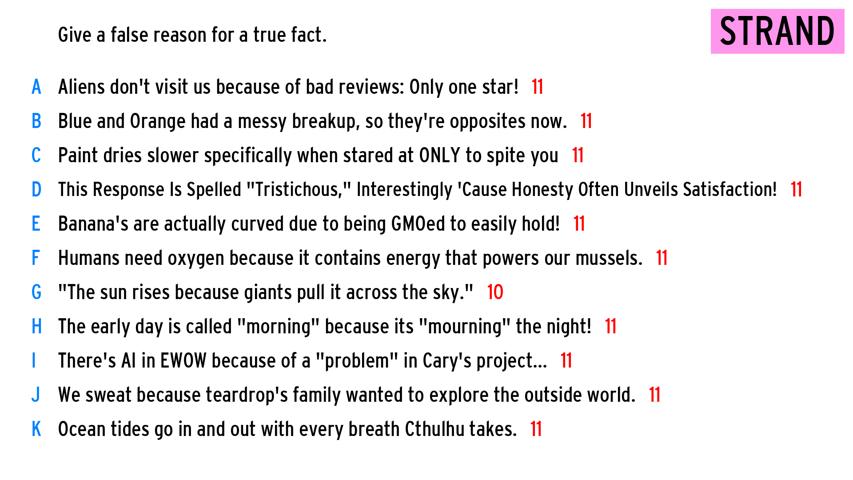 Give a false reason for a true fact.
STRAND
A Aliens don't visit us because of bad reviews: Only one star! 11
B Blue and Orange had a messy breakup, so they're opposites now. 11
C Paint dries slower specifically when stared at ONLY to spite you 11
D This Response Is Spelled "Tristichous," Interestingly 'Cause Honesty Often Unveils Satisfaction! 11
E Banana's are actually curved due to being GMOed to easily hold! 11
F Humans need oxygen because it contains energy that powers our mussels. 11
G "The sun rises because giants pull it across the sky." 10
H The early day is called "morning" because its "mourning" the night! 11
I There's AI in EWOW because of a "problem" in Cary's project... 11
J We sweat because teardrop's family wanted to explore the outside world. 11
K Ocean tides go in and out with every breath Cthulhu takes. 11